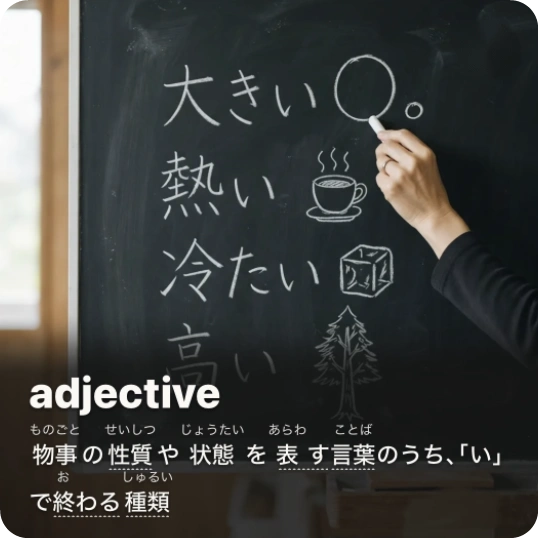 大きい
熱い
冷たい
高い
adjective
ものごと せいしつ じょうたい あらわ ことば
物事の性質や状態を表す言葉のうち、「い」
お しゅるい
で終わる種類